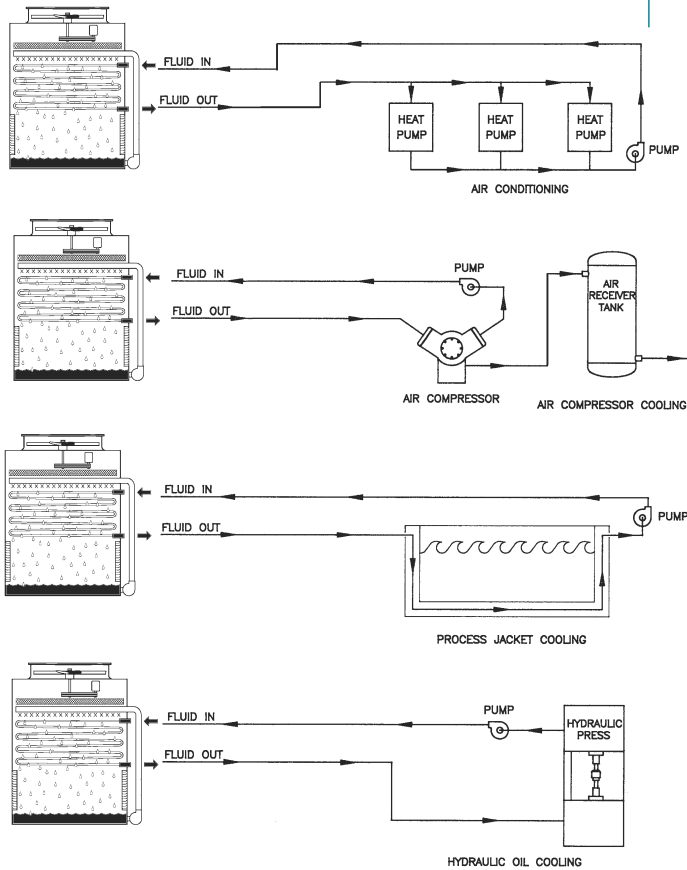 FLUID IN
FLUID OUT
HEAT
PUMP
HEAT
PUMP
HEAT
PUMP
PUMP
AIR CONDITIONING
FLUID IN
PUMP
FLUID OUT
AIR
RECEIVER
TANK
AIR COMPRESSOR
AIR COMPRESSOR COOLING
FLUID IN
PUMP
FLUID OUT
PROCESS JACKET COOLING
FLUID IN
PUMP
HYDRAULIC
PRESS
FLUID OUT
HYDRAULIC OIL COOLING